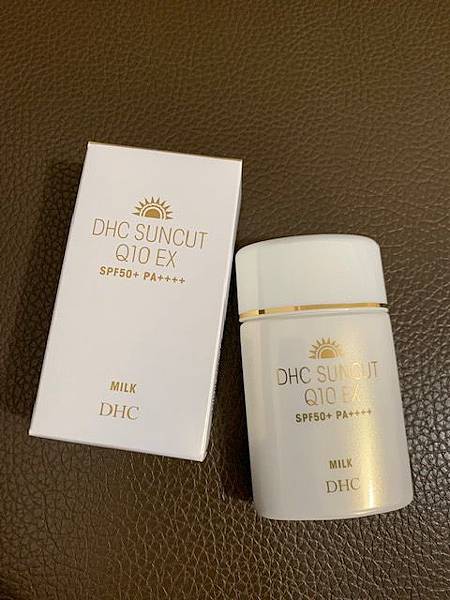 DHC SUNCUT
Q10 EX
SPF50+ PA++++
MILK
DHC
DHC SUNCUT
Q10 EX
SPF50+ PA++++
MILK
DHC